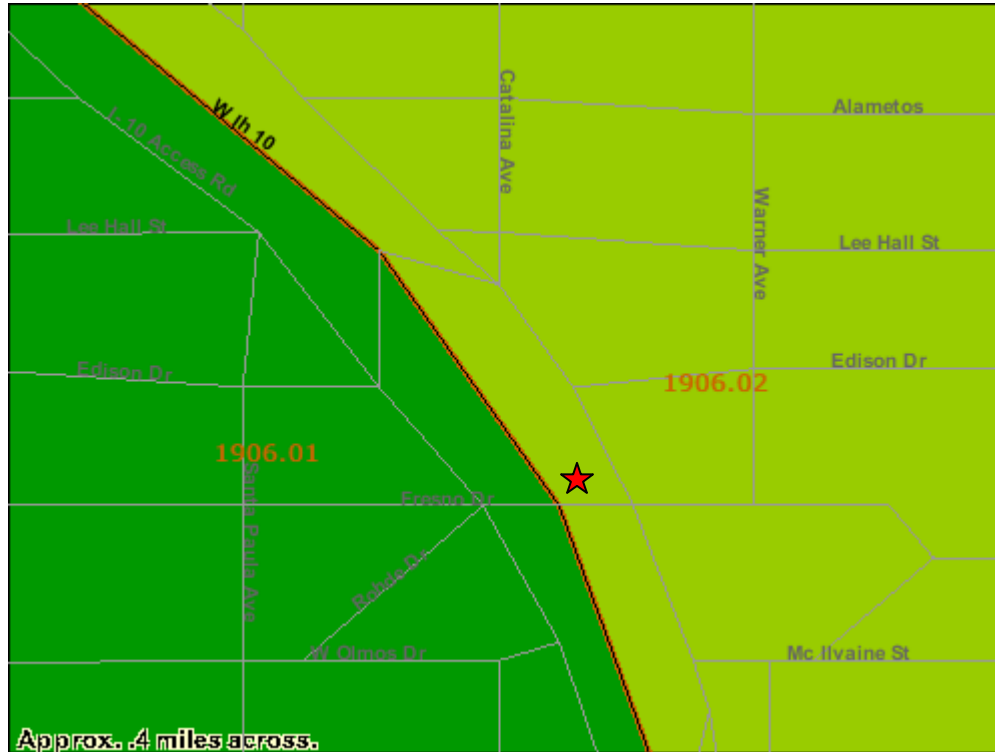 Alametos
Catalina Ave
W Ih 10
I- 10 Access Rd
Lee Hall St
Lee Hall St
Warner Ave
Edison Dr
Edison Dr
1906.02
1906.01
Santa Paula Ave
Fresno Dr
Rohde Dr
W Olmos Dr
Mc Ilvaine St
Approx. .4 miles across.